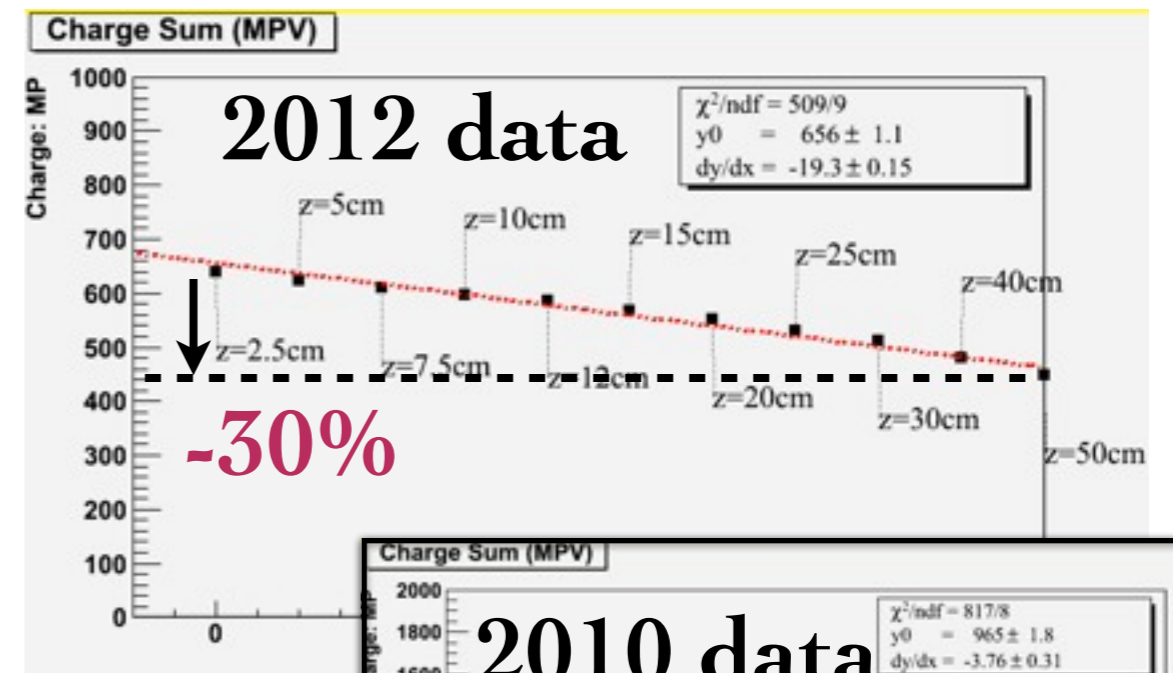 Charge Sum (MPV)
Charge: MP
1000
900
800
700
600
500
400
300
200
100
0
0
2012 data
χ²/ndf = 509/9
y0 = 656 ± 1.1
dy/dx = -19.3 ± 0.15
z=5cm
z=10cm
z=15cm
z=25cm
z=40cm
z=2.5cm
z=7.5cm
z=12cm
z=20cm
z=30cm
z=50cm
-30%
Charge Sum (MPV)
2000
1800
2010 data
χ²/ndf = 817/8
y0 = 965 ± 1.8
dy/dx = -3.76 ± 0.31